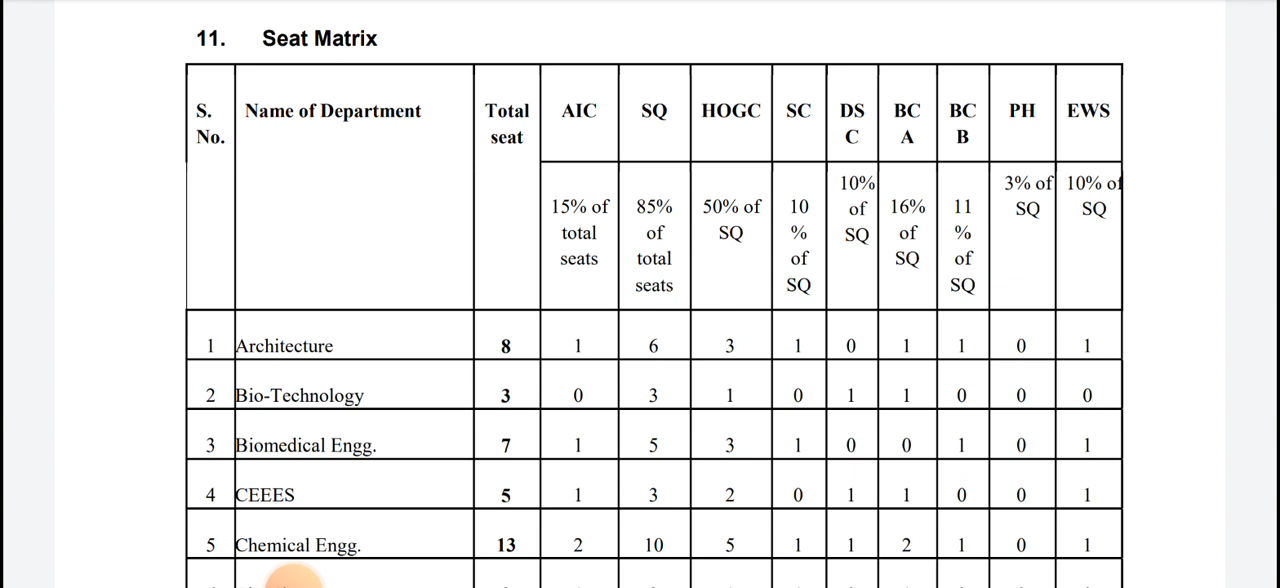 11. Seat Matrix
S. No. Name of Department Total seat AIC SQ HOGC SC DS C BC A BC B PH EWS
15% of total seats 85% of total seats 50% of SQ 10 % of SQ 10% of SQ 16% of SQ 11 % of SQ 3% of SQ 10% of SQ
1 Architecture 8 1 6 3 1 0 1 1 0 1
2 Bio-Technology 3 0 3 1 0 1 1 0 0 0
3 Biomedical Engg. 7 1 5 3 1 0 0 1 0 1
4 CEEES 5 1 3 2 0 1 1 0 0 1
5 Chemical Engg. 13 2 10 5 1 1 2 1 0 1